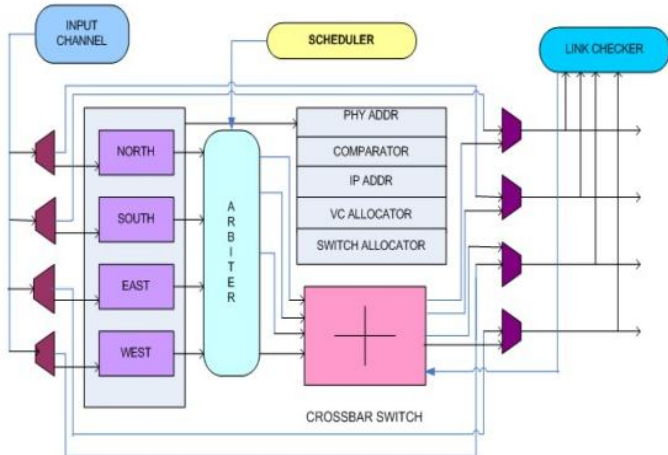 INPUT
CHANNEL
SCHEDULER
LINK CHECKER
PHY ADDR
COMPARATOR
IP ADDR
VC ALLOCATOR
SWITCH ALLOCATOR
NORTH
SOUTH
EAST
WEST
ARBITER
CROSSBAR SWITCH